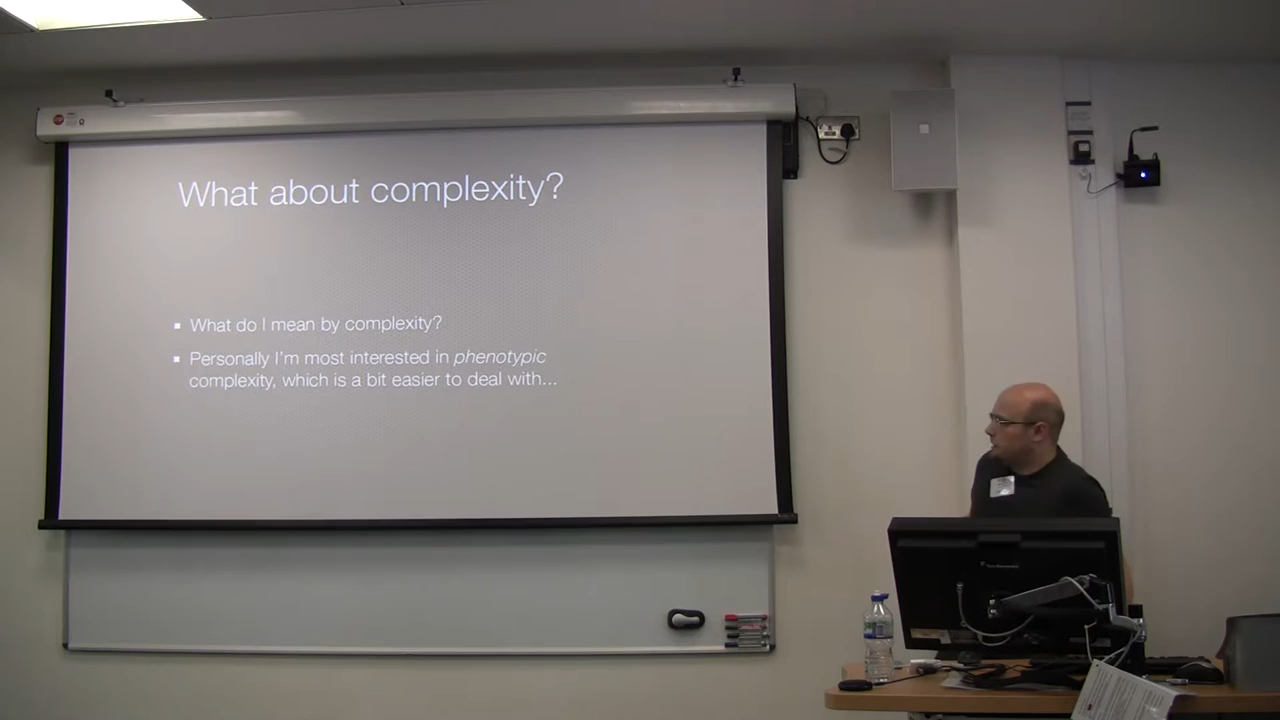 What about complexity?
▪ What do I mean by complexity?
▪ Personally I'm most interested in phenotypic
complexity, which is a bit easier to deal with...